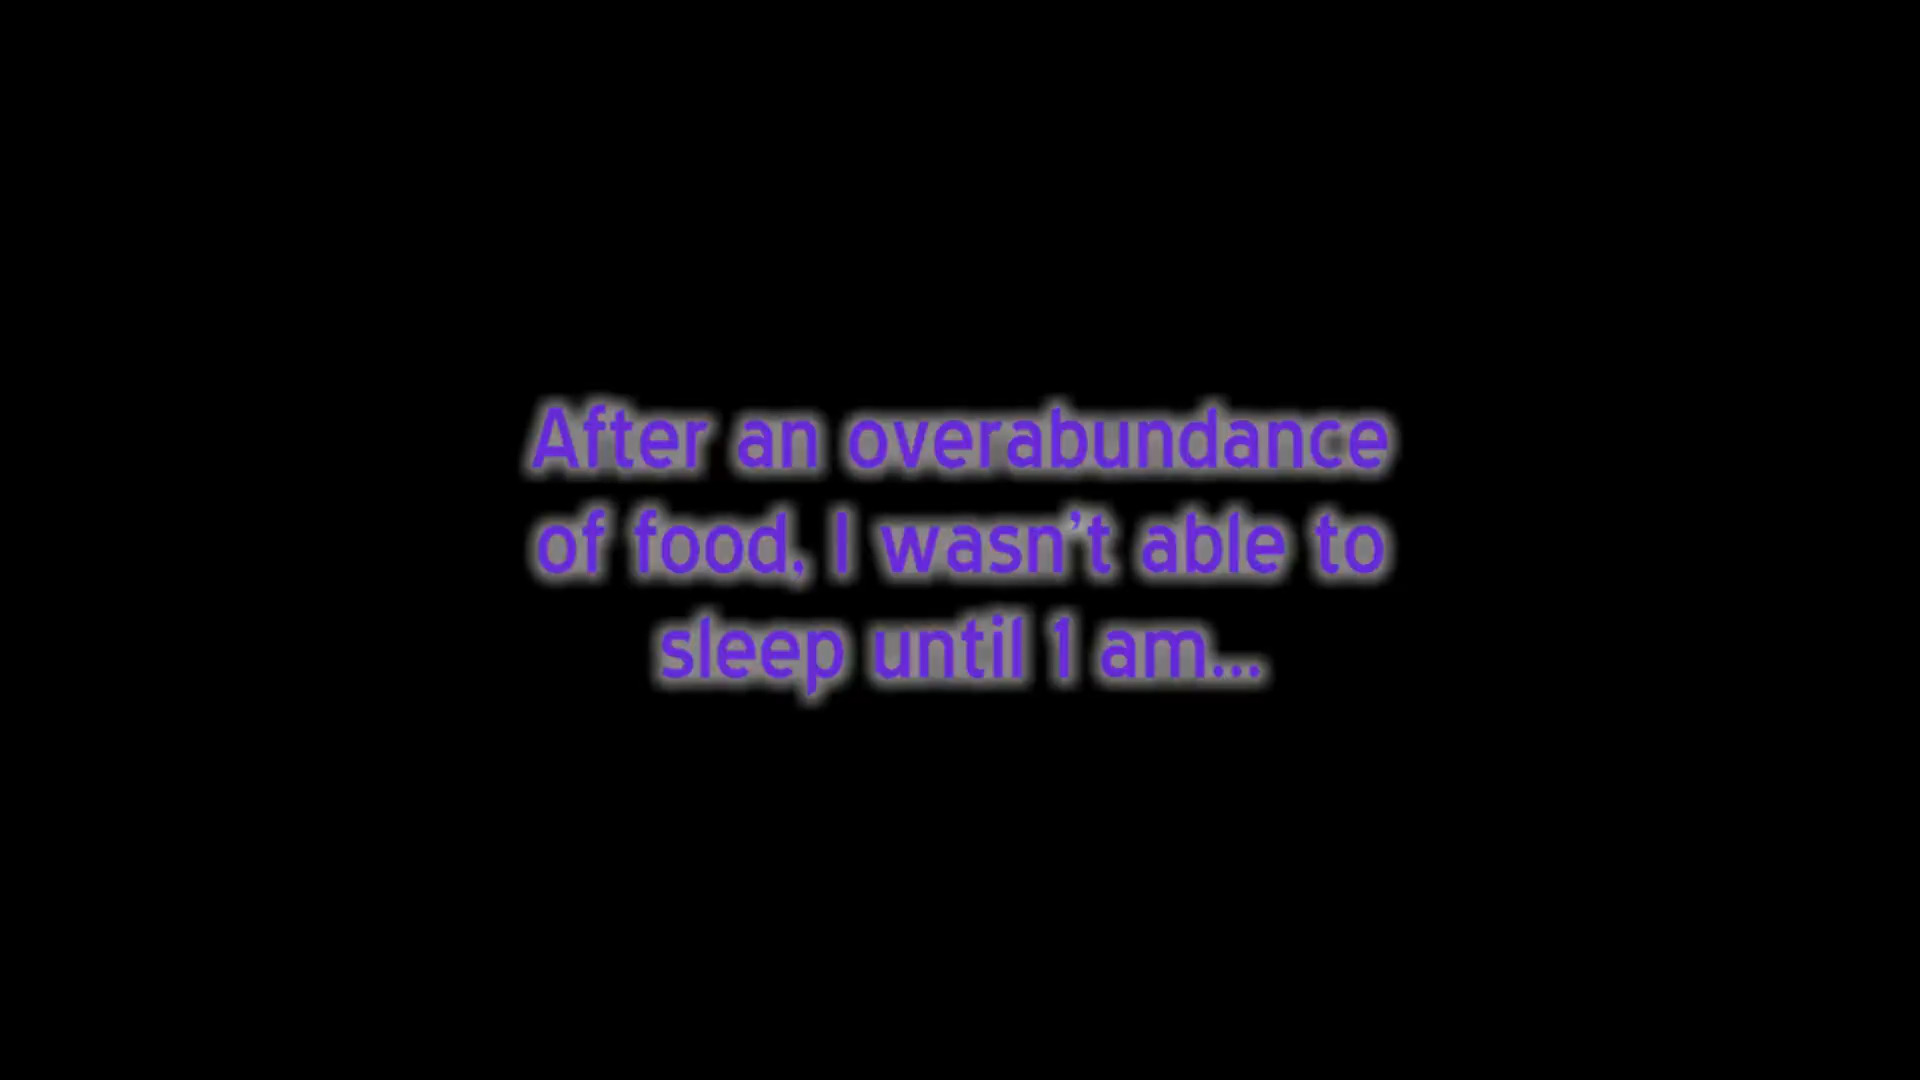 After an overabundance
of food, I wasn't able to
sleep until 1 am...